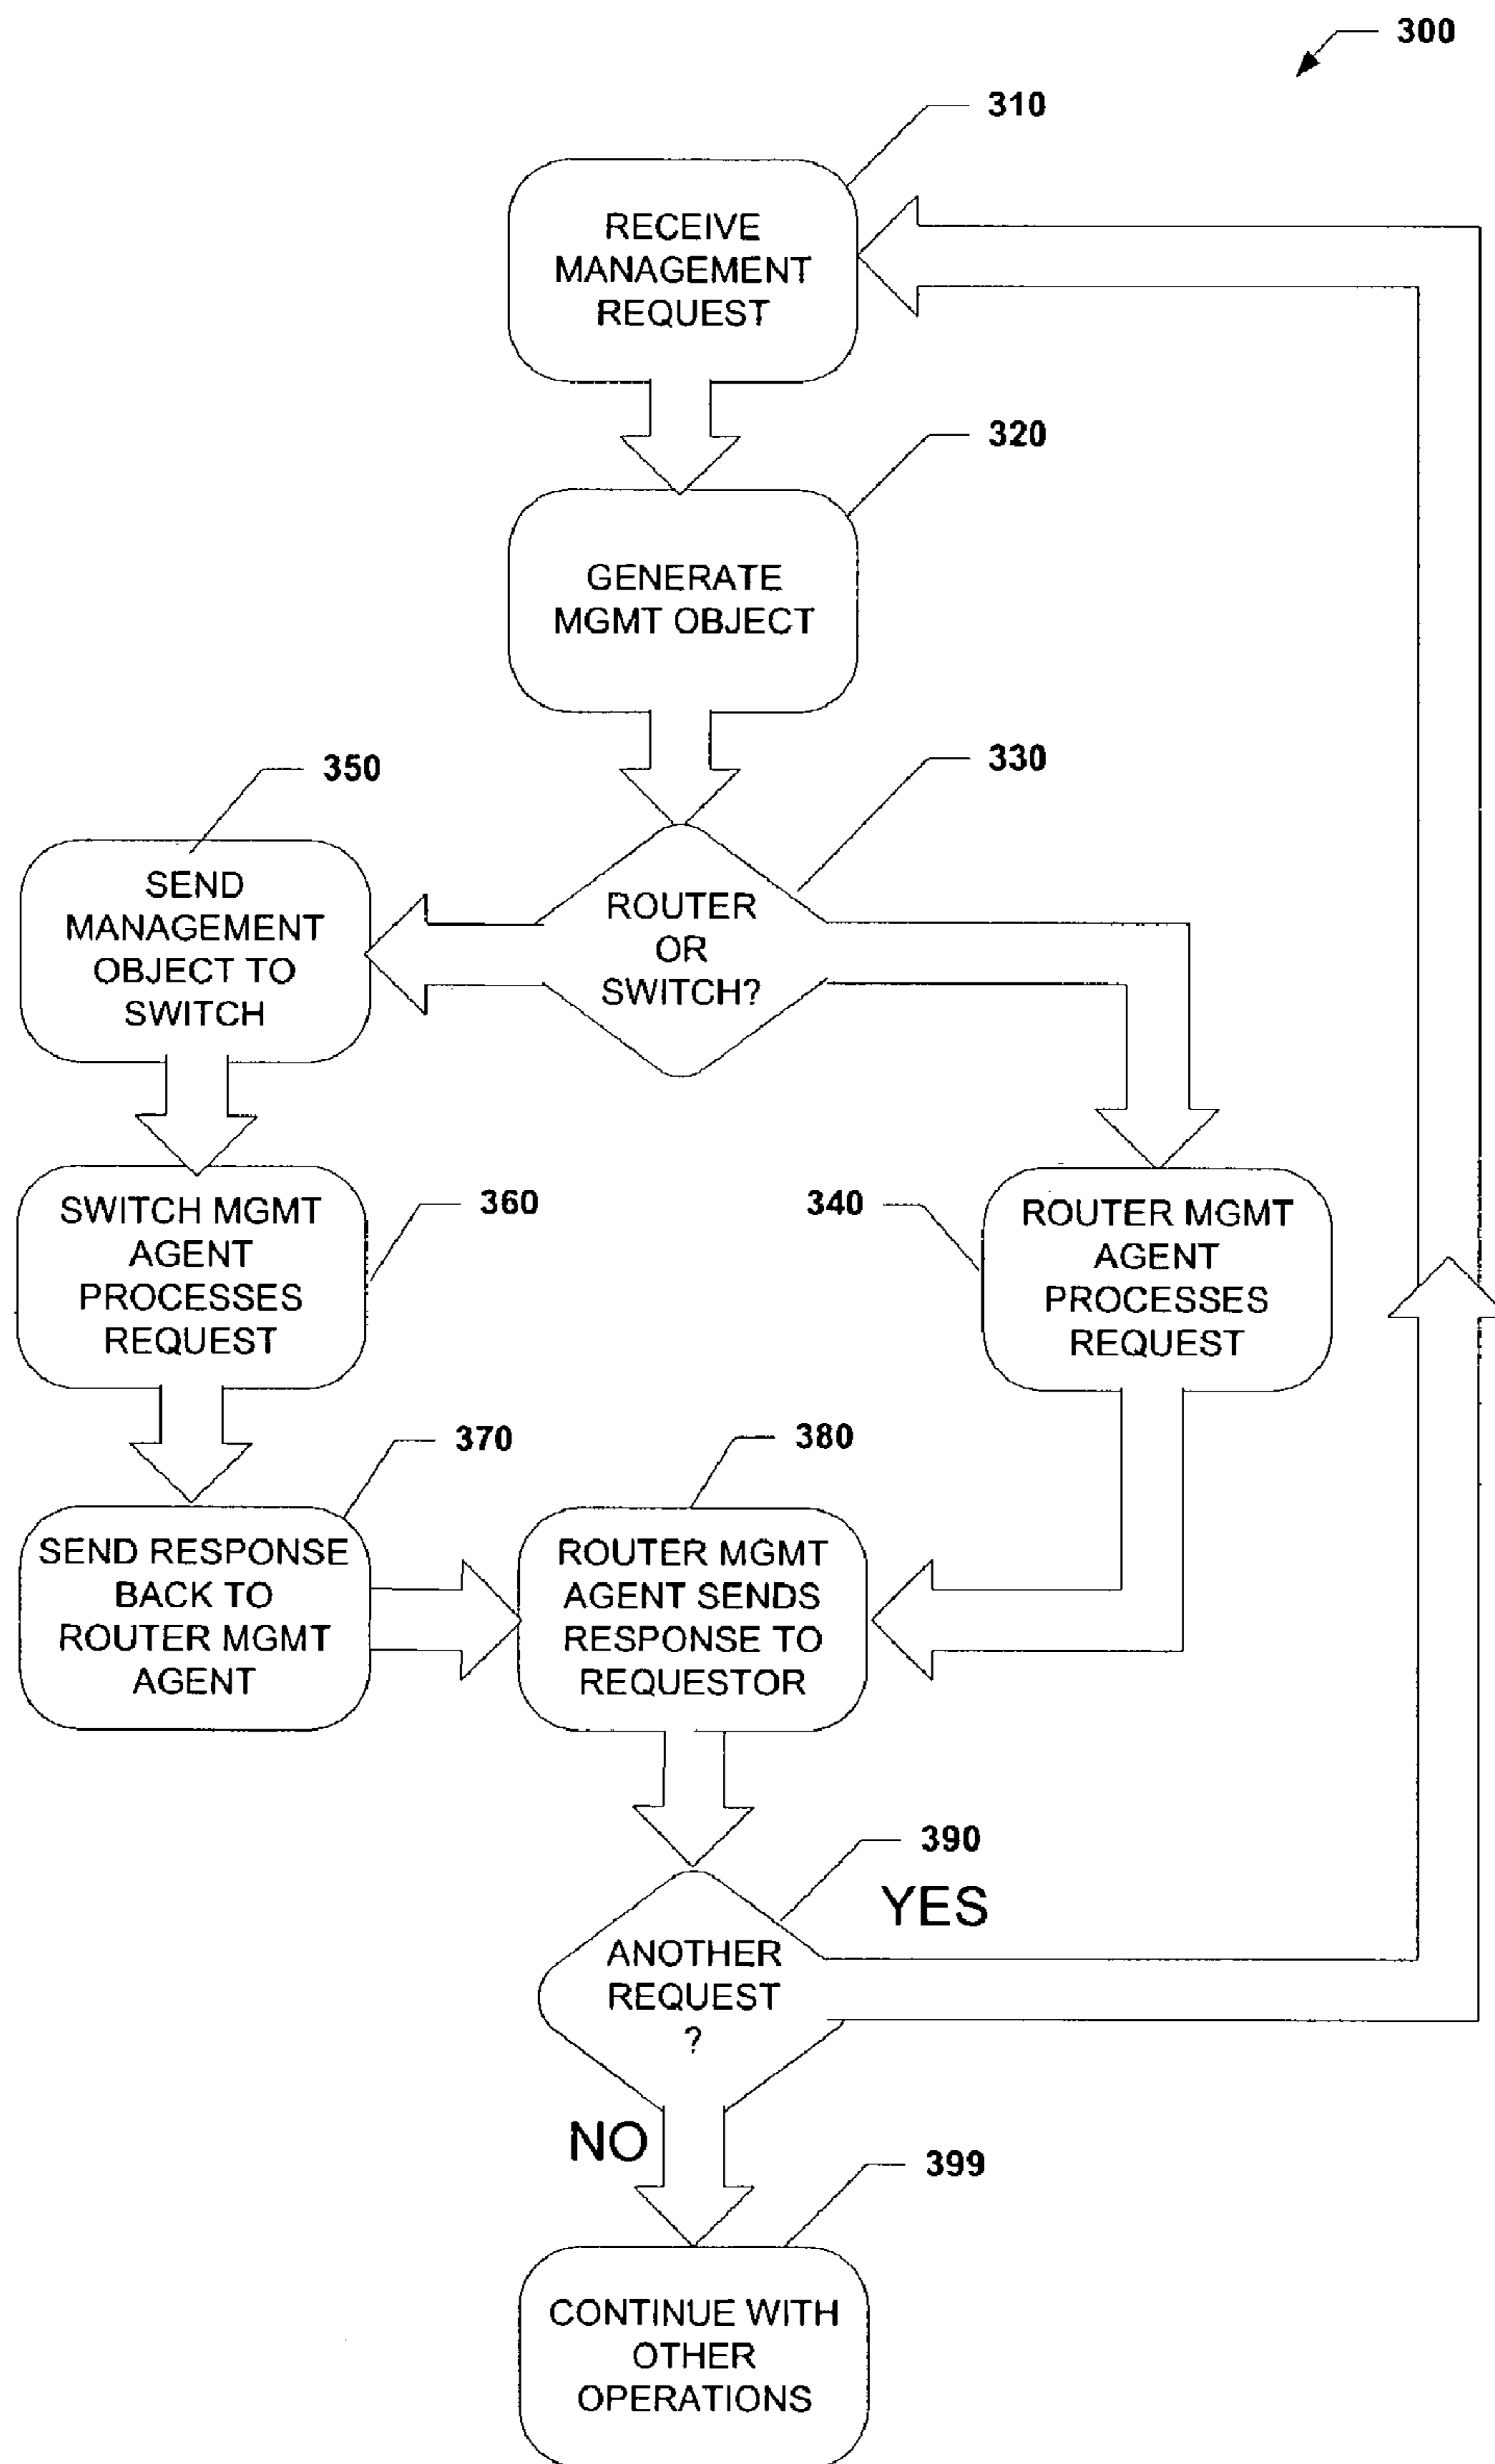 300
310
RECEIVE
MANAGEMENT
REQUEST
320
GENERATE
MGMT OBJECT
330
ROUTER
OR
SWITCH?
350
SEND
MANAGEMENT
OBJECT TO
SWITCH
360
SWITCH MGMT
AGENT
PROCESSES
REQUEST
340
ROUTER MGMT
AGENT
PROCESSES
REQUEST
370
SEND RESPONSE
BACK TO
ROUTER MGMT
AGENT
380
ROUTER MGMT
AGENT SENDS
RESPONSE TO
REQUESTOR
390
YES
ANOTHER
REQUEST
?
NO
399
CONTINUE WITH
OTHER
OPERATIONS